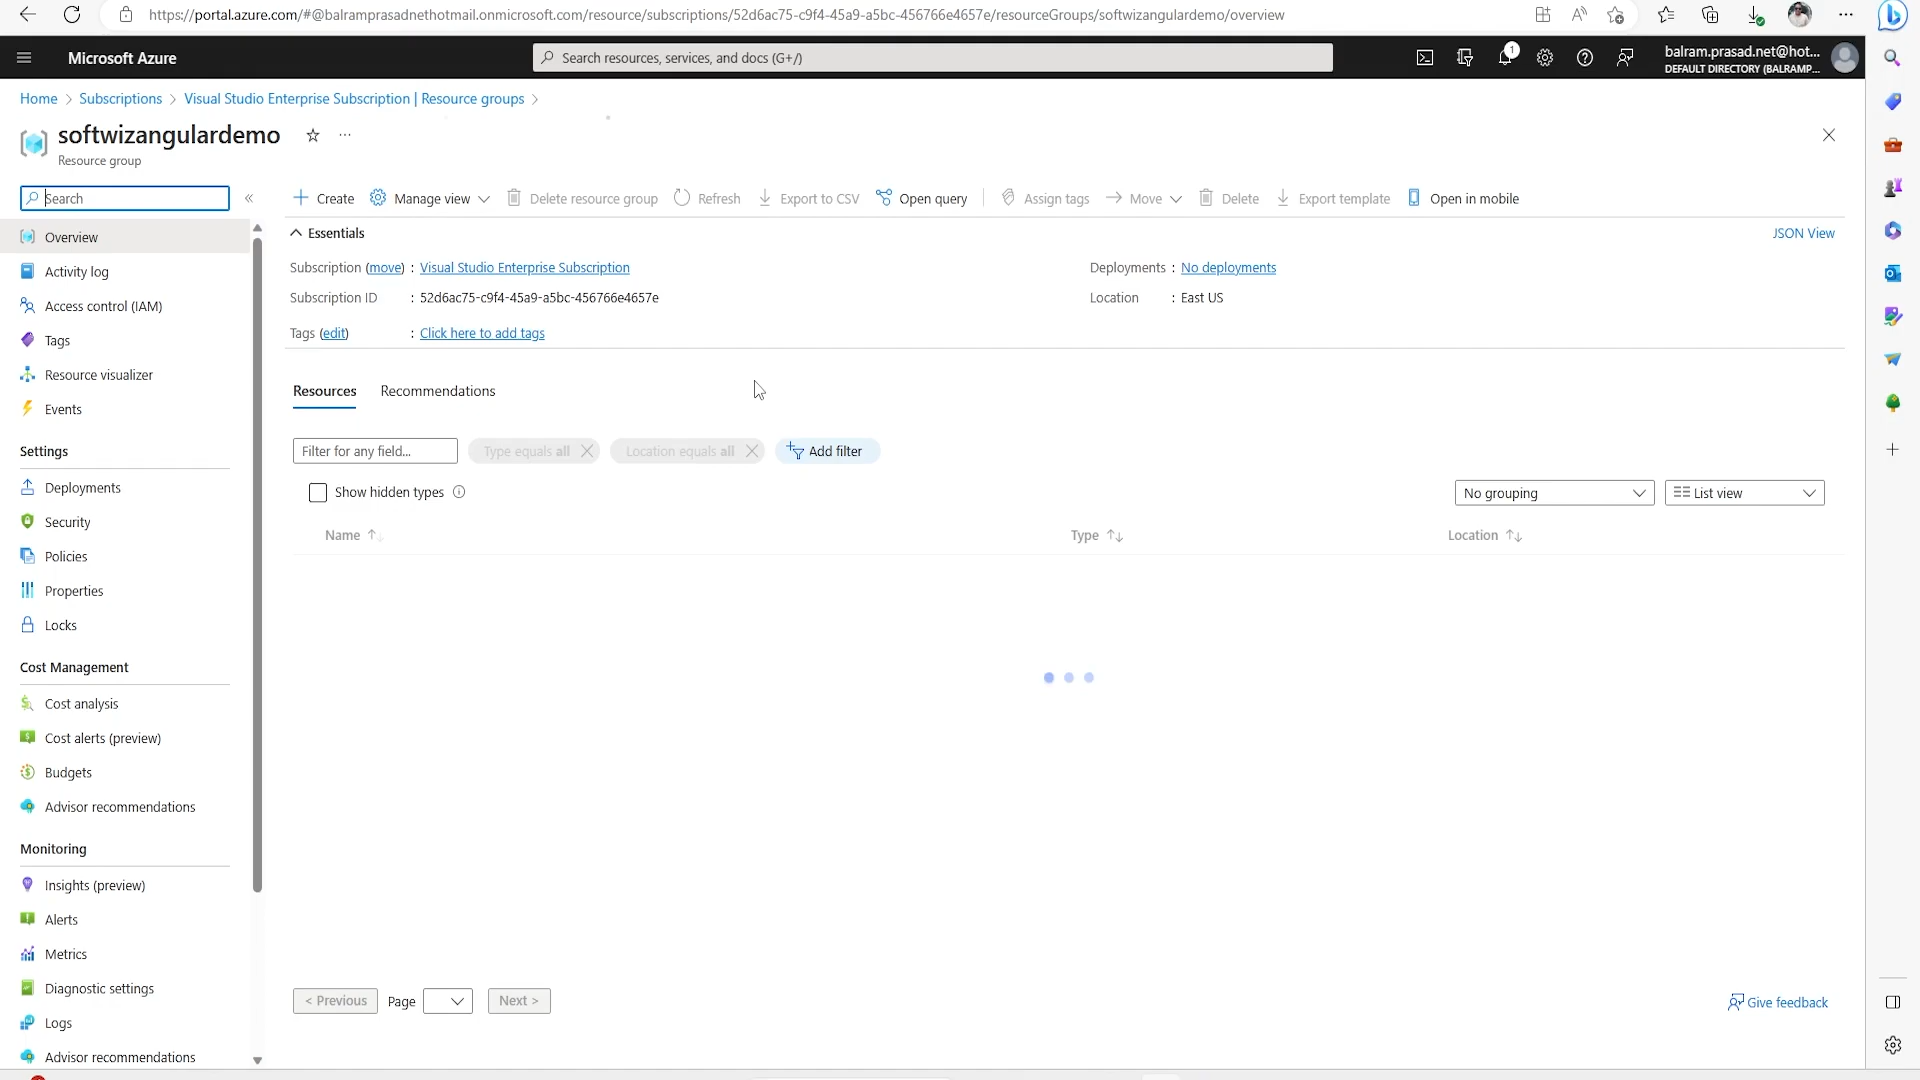 https://portal.azure.com/#@balramprasadnethotmail.onmicrosoft.com/resource/subscriptions/52d6ac75-c9f4-45a9-a5bc-456766e4657e/resourceGroups/softwizangulardemo/overview
Microsoft Azure
Search resources, services, and docs (G+/)
1
balram.prasad.net@hot...
DEFAULT DIRECTORY (BALRAMP...
Home > Subscriptions > Visual Studio Enterprise Subscription | Resource groups >
softwizangulardemo
Resource group
Search
Create
Manage view
Delete resource group
Refresh
Export to CSV
Open query
Assign tags
Move
Delete
Export template
Open in mobile
Overview
Activity log
Access control (IAM)
Tags
Resource visualizer
Events
Settings
Deployments
Security
Policies
Properties
Locks
Cost Management
Cost analysis
Cost alerts (preview)
Budgets
Advisor recommendations
Monitoring
Insights (preview)
Alerts
Metrics
Diagnostic settings
Logs
Advisor recommendations
Essentials
JSON View
Subscription (move) : Visual Studio Enterprise Subscription
Subscription ID : 52d6ac75-c9f4-45a9-a5bc-456766e4657e
Tags (edit) : Click here to add tags
Deployments : No deployments
Location : East US
Resources
Recommendations
Filter for any field...
Type equals all
Location equals all
Add filter
Show hidden types
No grouping
List view
Name
Type
Location
< Previous
Page
Next >
Give feedback